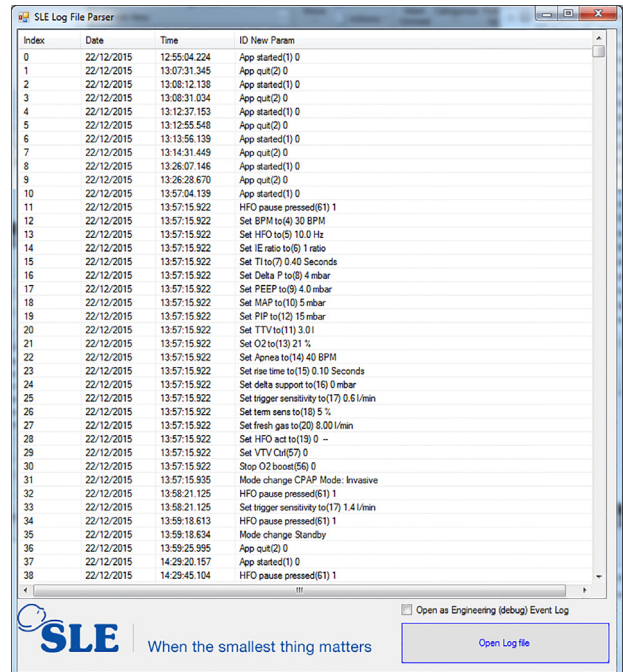 SLE Log File Parser
Index Date Time ID New Param
0 22/12/2015 12:55:04.224 App started(1) 0
1 22/12/2015 13:07:31.345 App quit(2) 0
2 22/12/2015 13:08:12.138 App started(1) 0
3 22/12/2015 13:08:31.034 App quit(2) 0
4 22/12/2015 13:12:37.153 App started(1) 0
5 22/12/2015 13:12:55.548 App quit(2) 0
6 22/12/2015 13:13:56.139 App started(1) 0
7 22/12/2015 13:14:31.449 App quit(2) 0
8 22/12/2015 13:26:07.146 App started(1) 0
9 22/12/2015 13:26:28.670 App quit(2) 0
10 22/12/2015 13:57:04.139 App started(1) 0
11 22/12/2015 13:57:15.922 HFO pause pressed(61) 1
12 22/12/2015 13:57:15.922 Set BPM to(4) 30 BPM
13 22/12/2015 13:57:15.922 Set HFO to(5) 10.0 Hz
14 22/12/2015 13:57:15.922 Set IE ratio to(6) 1 ratio
15 22/12/2015 13:57:15.922 Set TI to(7) 0.40 Seconds
16 22/12/2015 13:57:15.922 Set Delta P to(8) 4 mbar
17 22/12/2015 13:57:15.922 Set PEEP to(9) 4.0 mbar
18 22/12/2015 13:57:15.922 Set MAP to(10) 5 mbar
19 22/12/2015 13:57:15.922 Set PIP to(12) 15 mbar
20 22/12/2015 13:57:15.922 Set TTV to(11) 3.0 l
21 22/12/2015 13:57:15.922 Set O2 to(13) 21 %
22 22/12/2015 13:57:15.922 Set Apnea to(14) 40 BPM
23 22/12/2015 13:57:15.922 Set rise time to(15) 0.10 Seconds
24 22/12/2015 13:57:15.922 Set delta support to(16) 0 mbar
25 22/12/2015 13:57:15.922 Set trigger sensitivity to(17) 0.6 l/min
26 22/12/2015 13:57:15.922 Set term sens to(18) 5 %
27 22/12/2015 13:57:15.922 Set fresh gas to(20) 8.00 l/min
28 22/12/2015 13:57:15.922 Set HFO act to(19) 0 --
29 22/12/2015 13:57:15.922 Set VTV Ctrl(57) 0
30 22/12/2015 13:57:15.922 Stop O2 boost(56) 0
31 22/12/2015 13:57:15.935 Mode change CPAP Mode: Invasive
32 22/12/2015 13:58:21.125 HFO pause pressed(61) 1
33 22/12/2015 13:58:21.125 Set trigger sensitivity to(17) 1.4 l/min
34 22/12/2015 13:59:18.613 HFO pause pressed(61) 1
35 22/12/2015 13:59:18.634 Mode change Standby
36 22/12/2015 13:59:25.995 App quit(2) 0
37 22/12/2015 14:29:20.157 App started(1) 0
38 22/12/2015 14:29:45.104 HFO pause pressed(61) 1
Open as Engineering (debug) Event Log
SLE When the smallest thing matters
Open Log file